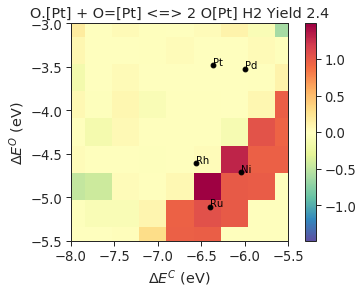 O.[Pt] + O=[Pt] <=> 2 O[Pt] H2 Yield 2.4
−3.0
−3.5
−4.0
−4.5
−5.0
−5.5
ΔE^O (eV)
Pt
Pd
Rh
Ni
Ru
−8.0 −7.5 −7.0 −6.5 −6.0 −5.5
ΔE^C (eV)
1.0
0.5
0.0
−0.5
−1.0